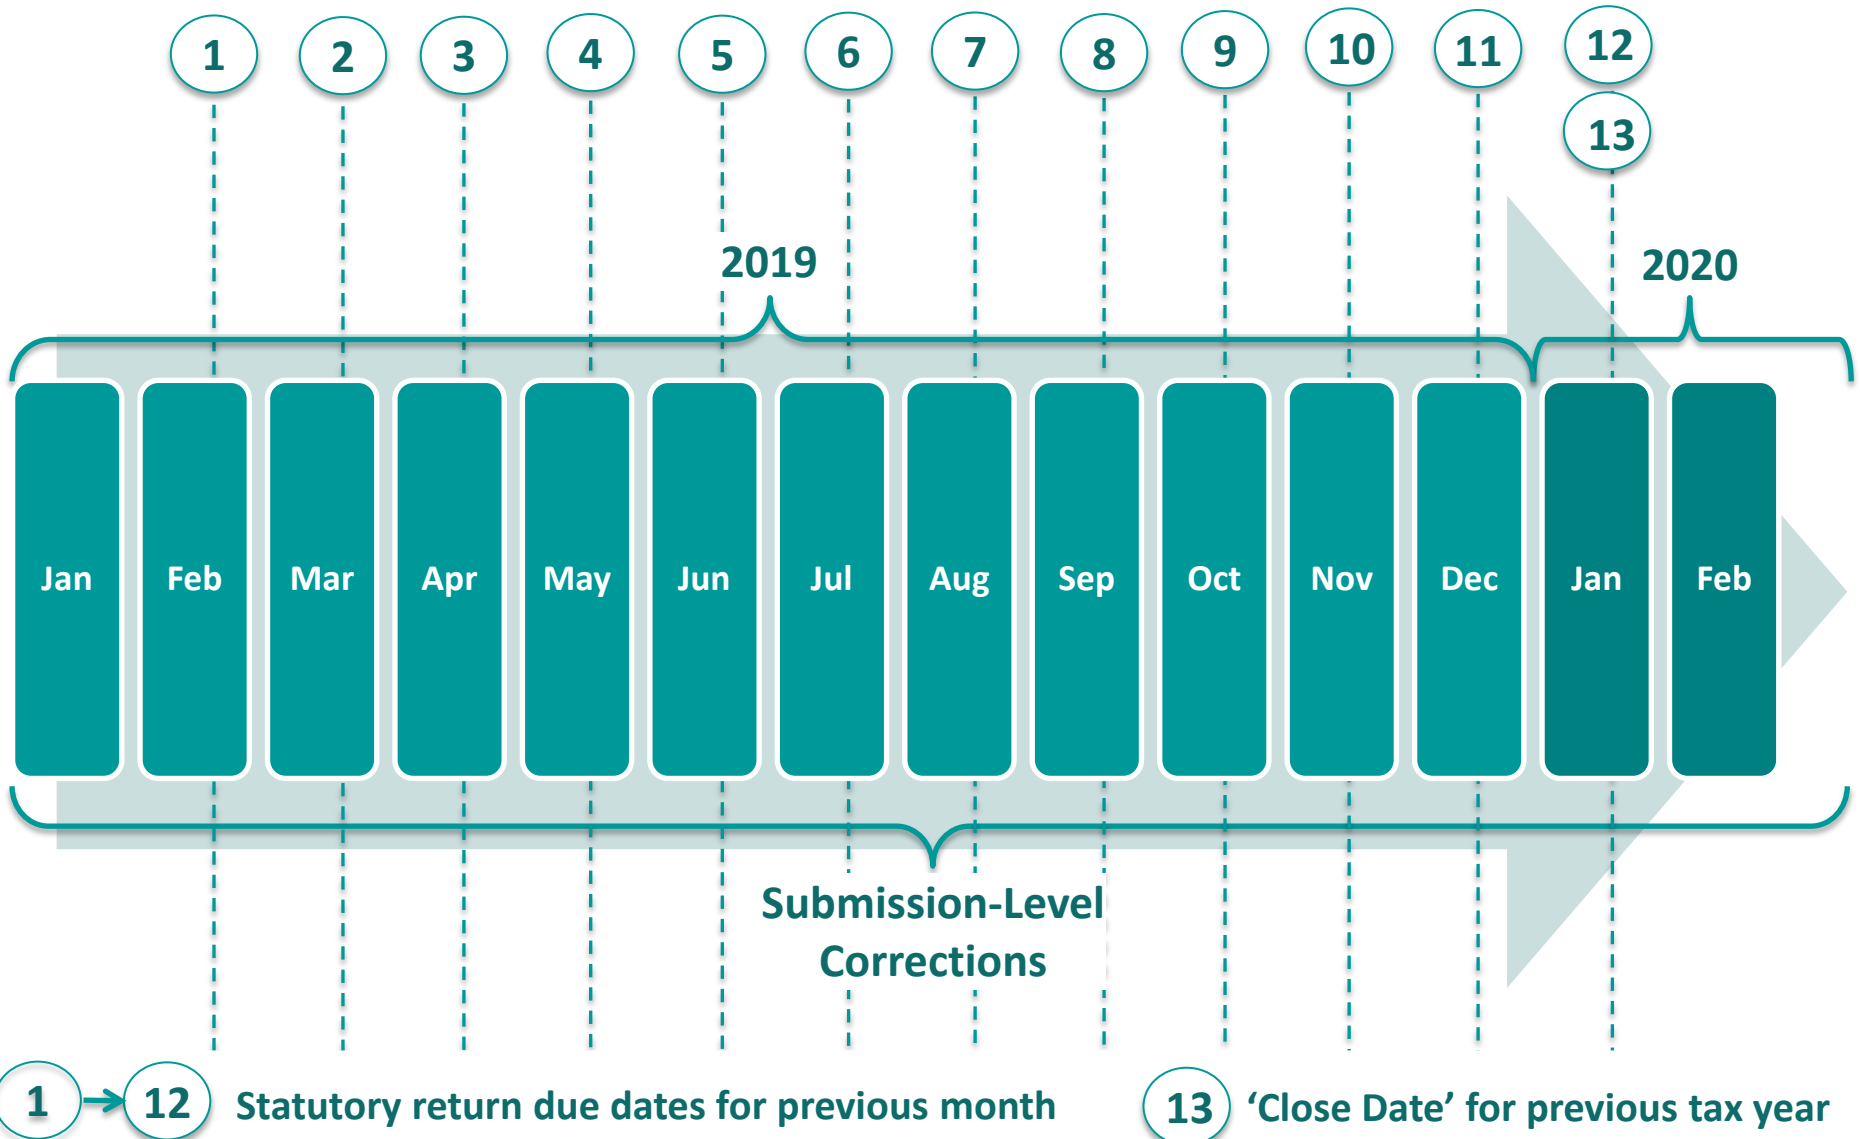 1 2 3 4 5 6 7 8 9 10 11 12
13
2019 2020
Jan Feb Mar Apr May Jun Jul Aug Sep Oct Nov Dec Jan Feb
Submission-Level
Corrections
1 12 Statutory return due dates for previous month
13 ‘Close Date’ for previous tax year